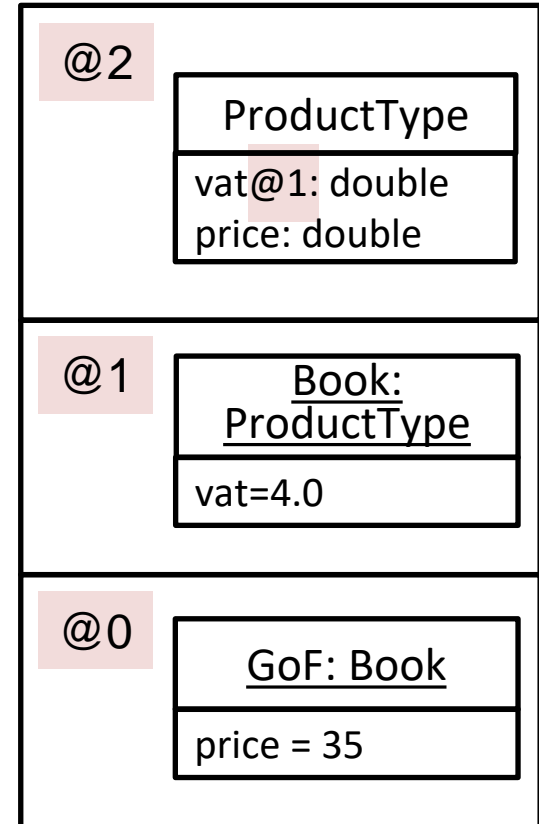 @2
ProductType
vat@1: double
price: double
@1
Book:
ProductType
vat=4.0
@0
GoF: Book
price = 35